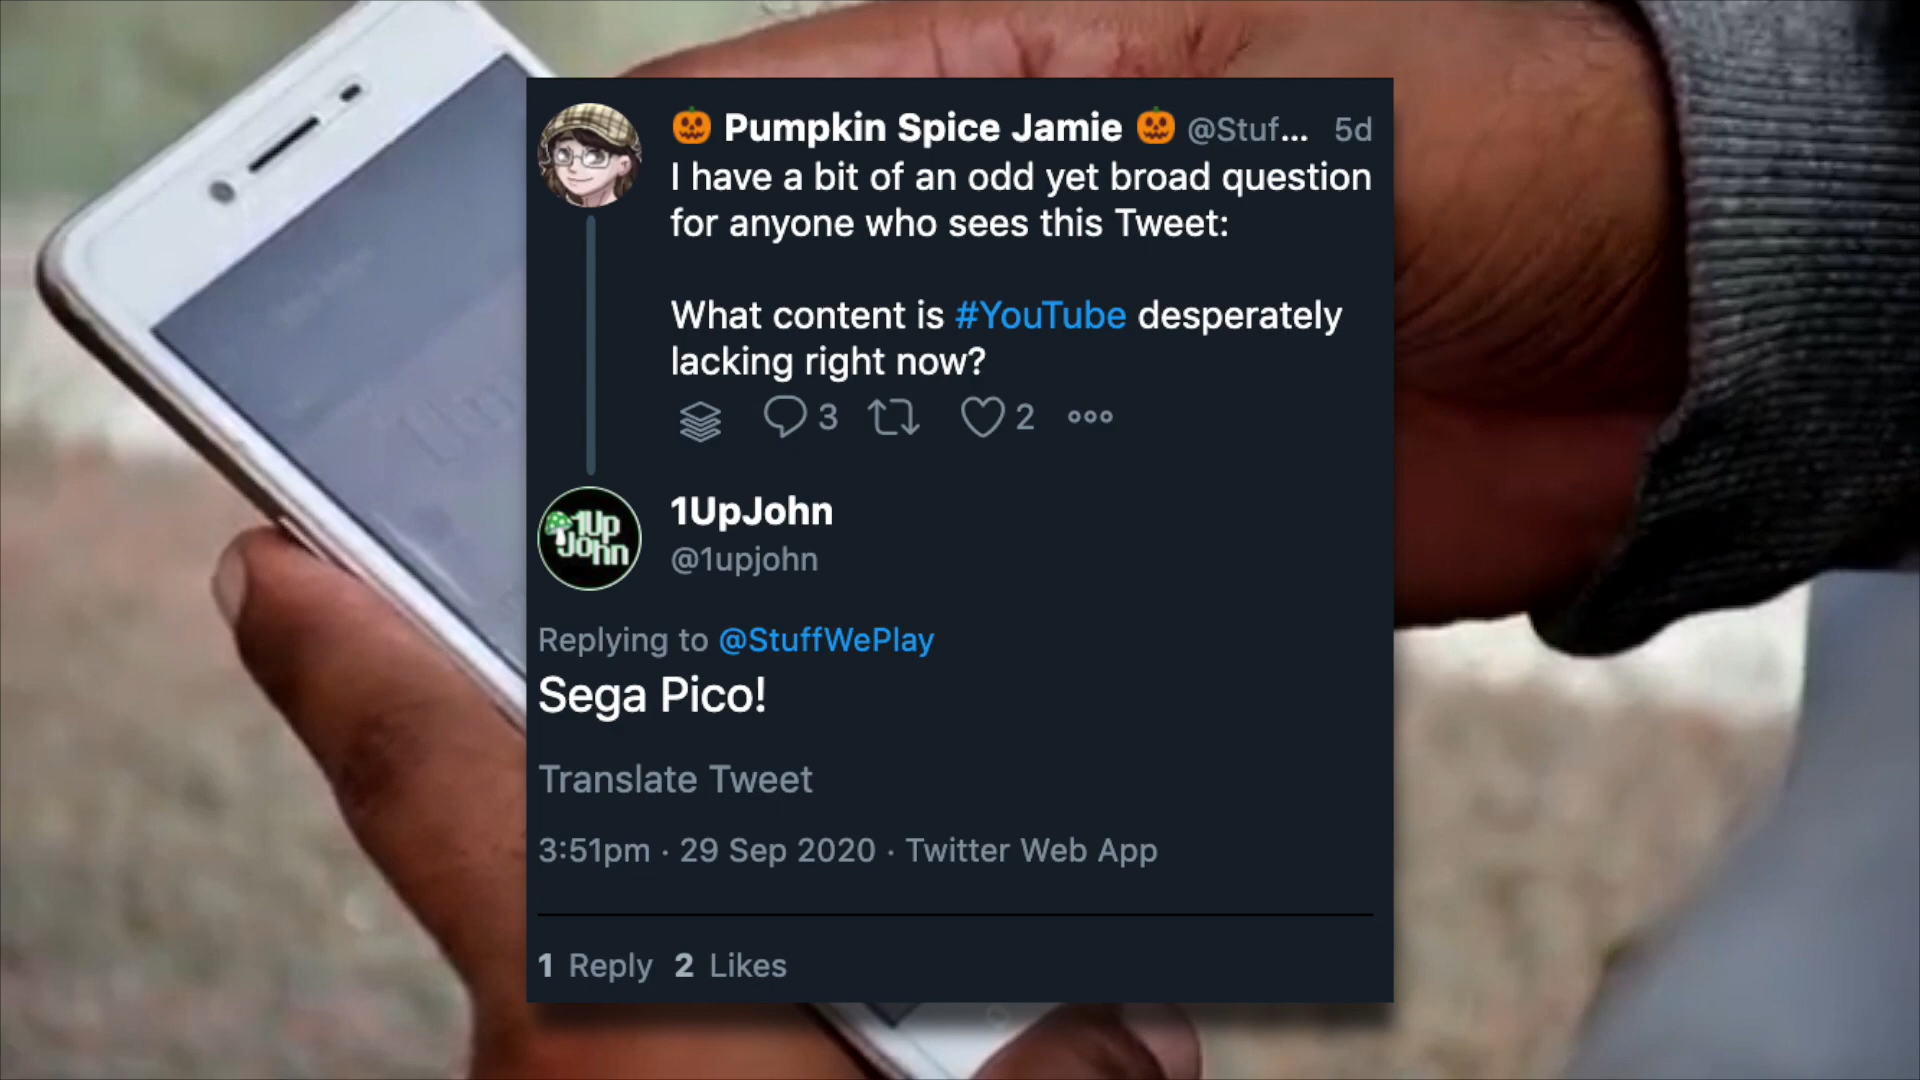 🎃 Pumpkin Spice Jamie 🎃 @Stuf... 5d
I have a bit of an odd yet broad question
for anyone who sees this Tweet:
What content is #YouTube desperately
lacking right now?
3 2
1Up
John
1UpJohn
@1upjohn
Replying to @StuffWePlay
Sega Pico!
Translate Tweet
3:51pm · 29 Sep 2020 · Twitter Web App
1 Reply 2 Likes